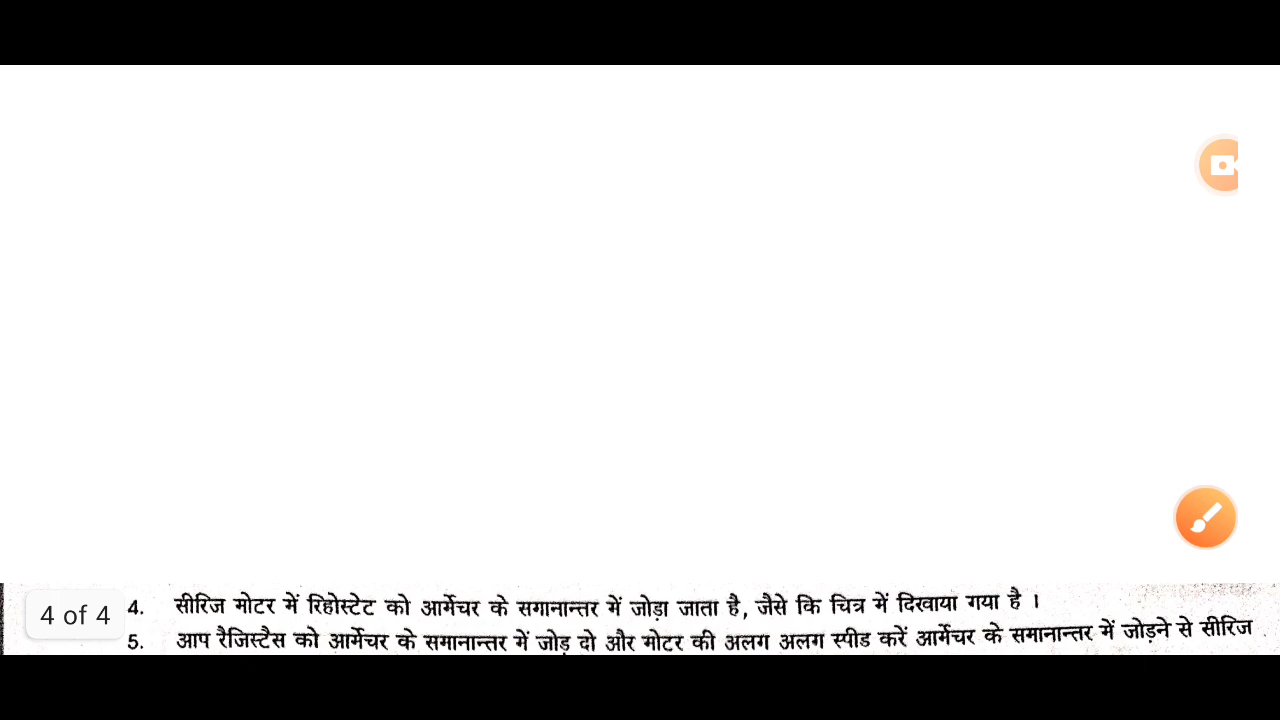 4 of 4
4. सीरिज मोटर में रिहोस्टेट को आर्मेचर के समानान्तर में जोड़ा जाता है, जैसे कि चित्र में दिखाया गया है ।
5. आप रैजिस्टैस को आर्मेचर के समानान्तर में जोड़ दो और मोटर की अलग अलग स्पीड करें आर्मेचर के समानान्तर में जोड़ने से सीरिज